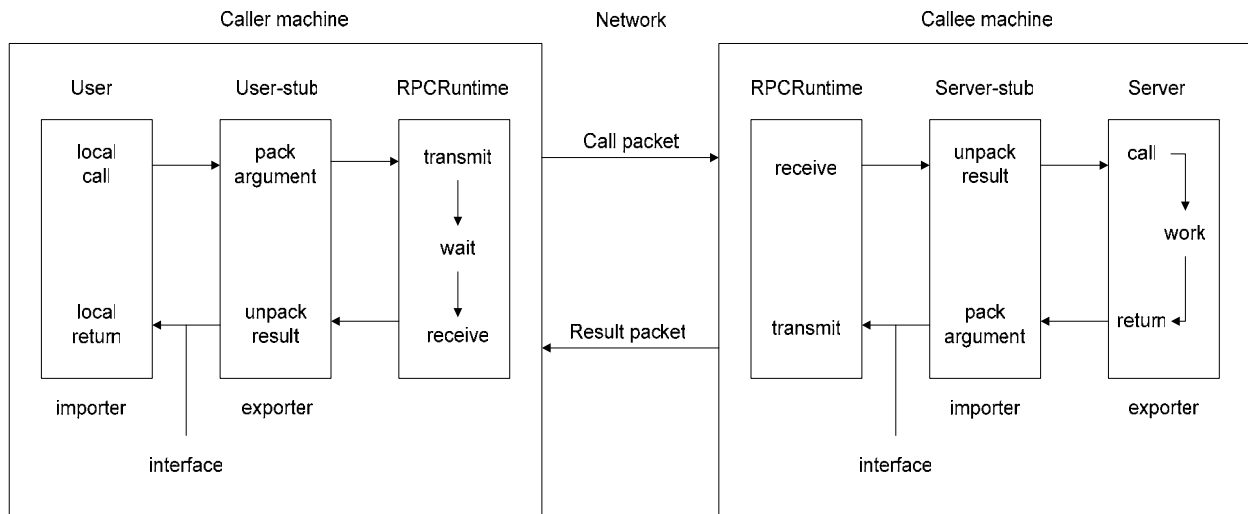 Caller machine
Network
Callee machine
User
User-stub
RPCRuntime
RPCRuntime
Server-stub
Server
local
call
pack
argument
transmit
Call packet
receive
unpack
result
call
wait
work
local
return
unpack
result
receive
Result packet
transmit
pack
argument
return
importer
exporter
importer
exporter
interface
interface